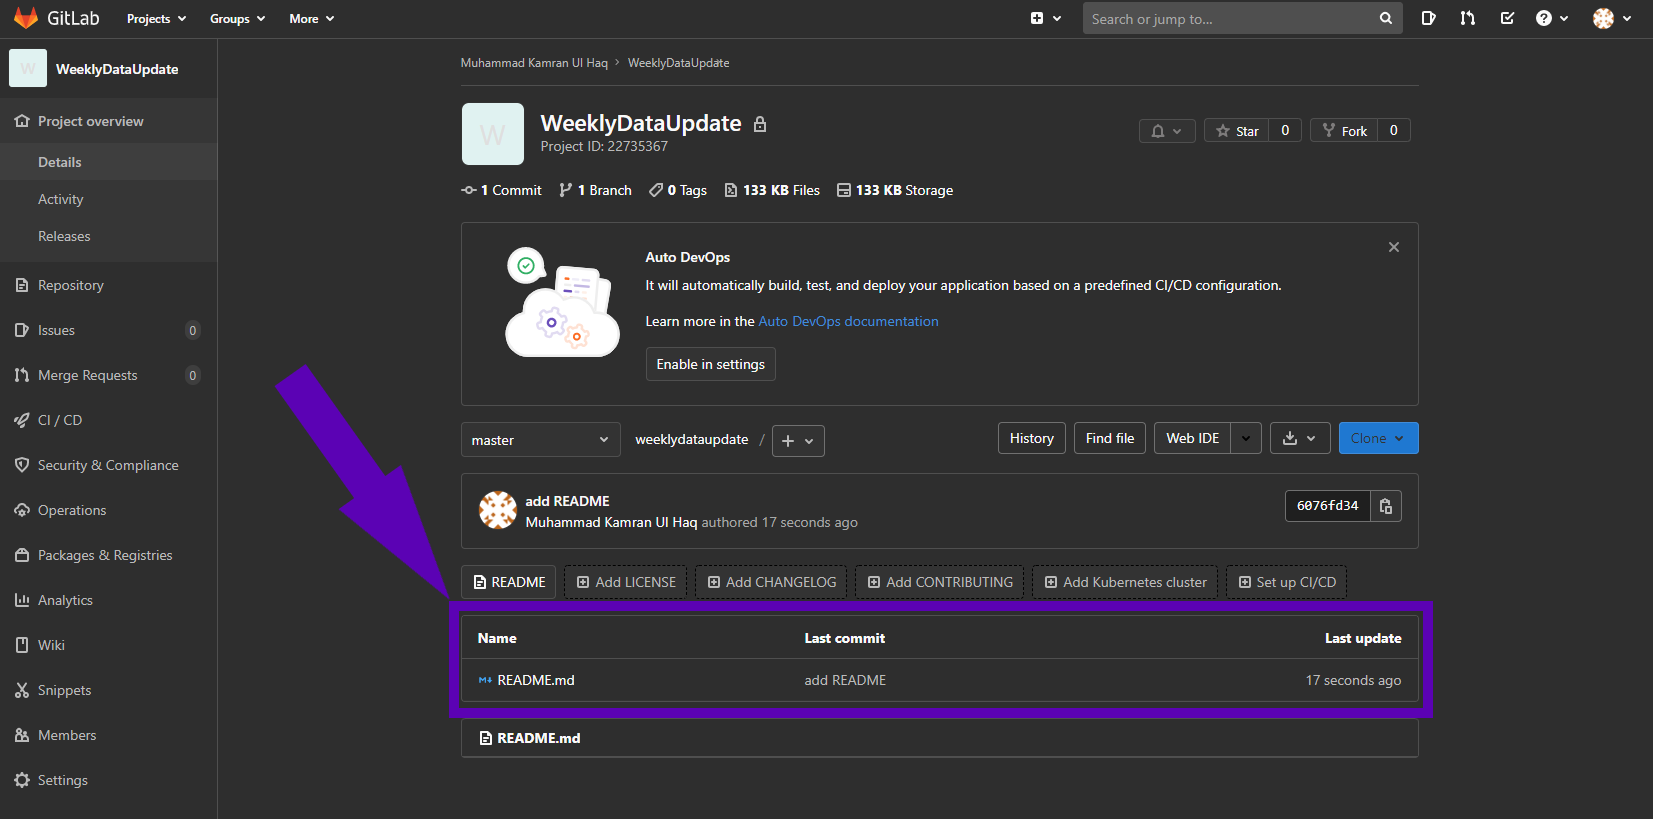 GitLab Projects Groups More Search or jump to...
W WeeklyDataUpdate
Project overview
Details
Activity
Releases
Repository
Issues 0
Merge Requests 0
CI / CD
Security & Compliance
Operations
Packages & Registries
Analytics
Wiki
Snippets
Members
Settings
Muhammad Kamran Ul Haq › WeeklyDataUpdate
W
WeeklyDataUpdate
Project ID: 22735367
Star 0 Fork 0
1 Commit 1 Branch 0 Tags 133 KB Files 133 KB Storage
Auto DevOps
It will automatically build, test, and deploy your application based on a predefined CI/CD configuration.
Learn more in the Auto DevOps documentation
Enable in settings
master weeklydataupdate / + History Find file Web IDE Clone
add README
Muhammad Kamran Ul Haq authored 17 seconds ago
6076fd34
README Add LICENSE Add CHANGELOG Add CONTRIBUTING Add Kubernetes cluster Set up CI/CD
Name Last commit Last update
README.md add README 17 seconds ago
README.md